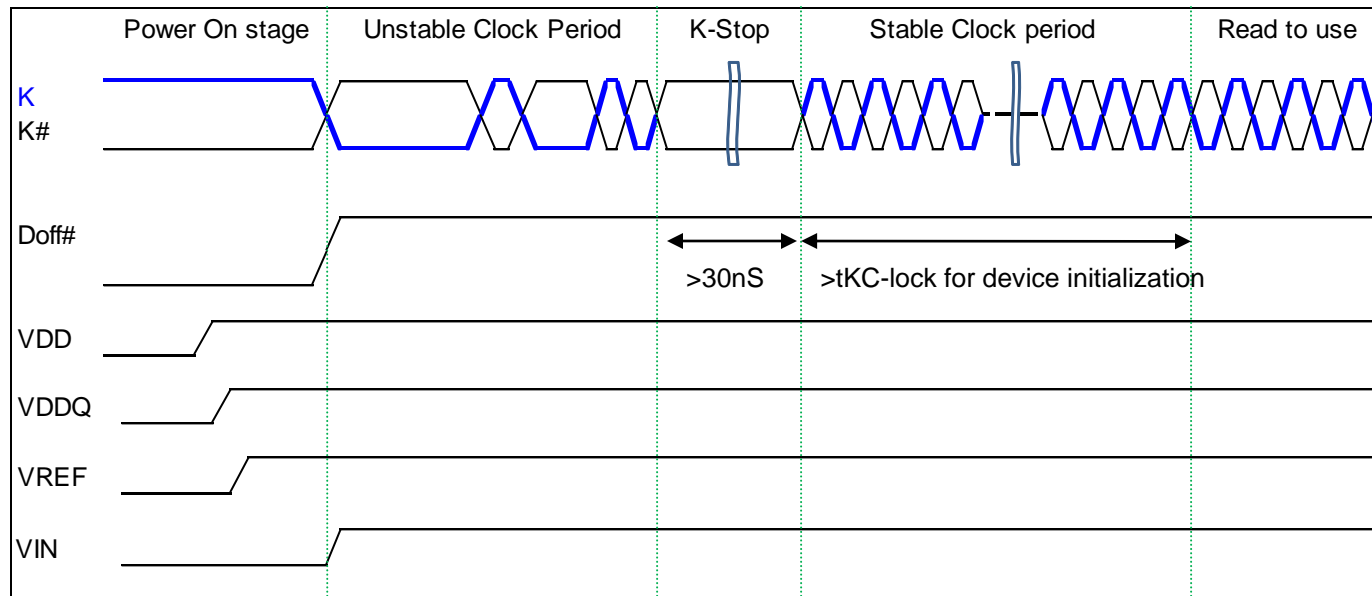 Power On stage Unstable Clock Period K-Stop Stable Clock period Read to use
K
K#
Doff#
>30nS >tKC-lock for device initialization
VDD
VDDQ
VREF
VIN